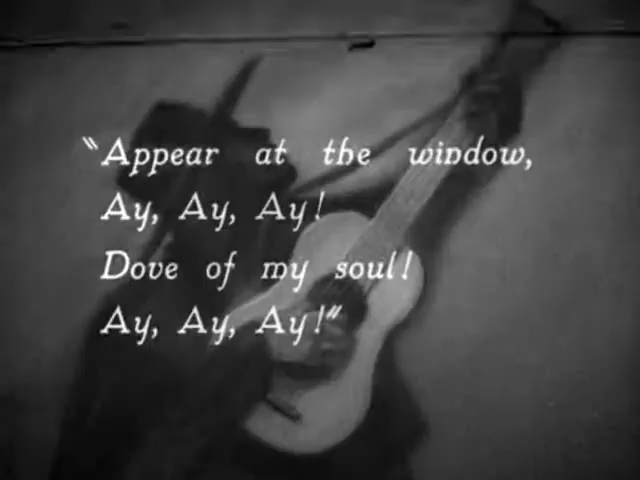 "Appear at the window,
Ay, Ay, Ay!
Dove of my soul!
Ay, Ay, Ay!"